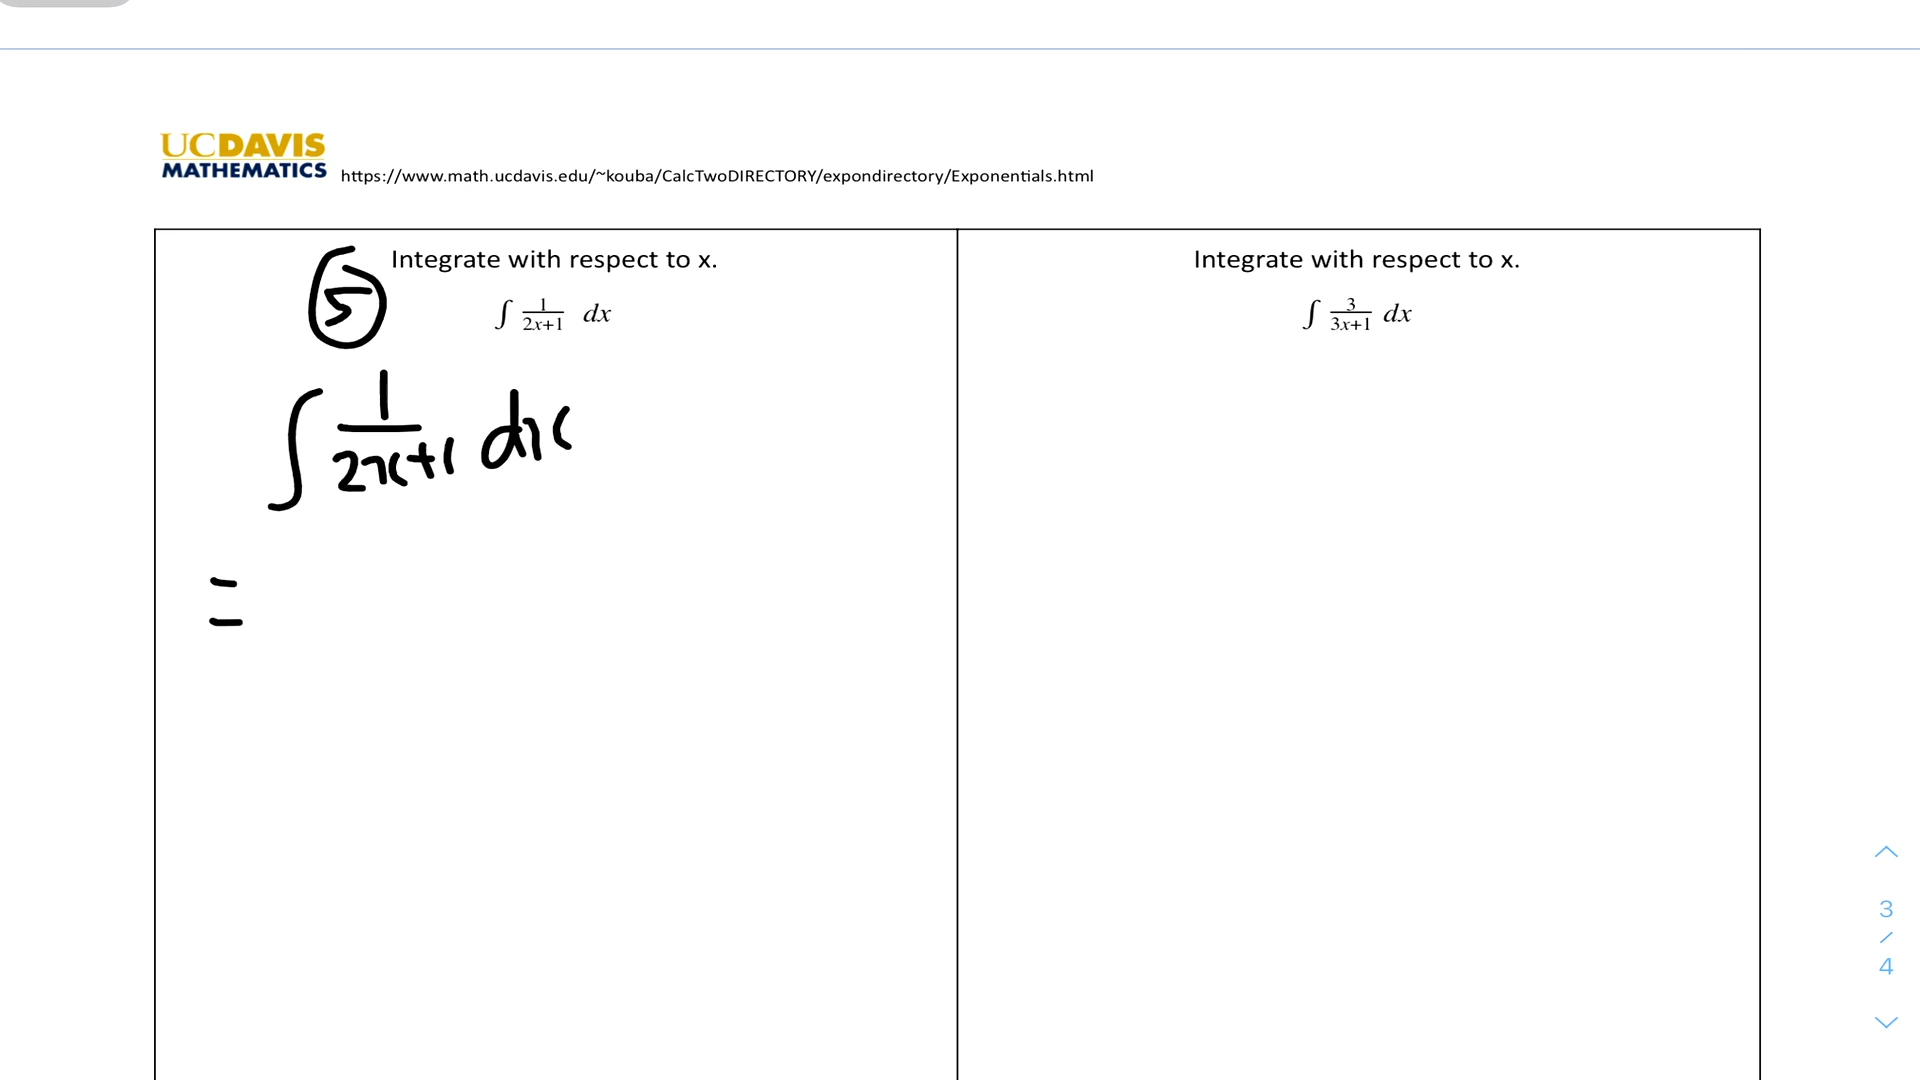 UCDAVIS
MATHEMATICS https://www.math.ucdavis.edu/~kouba/CalcTwoDIRECTORY/expondirectory/Exponentials.html
⑤ Integrate with respect to x.
∫ 1/(2x+1) dx
∫ 1/(2x+1) dx
=
Integrate with respect to x.
∫ 3/(3x+1) dx
3
/
4